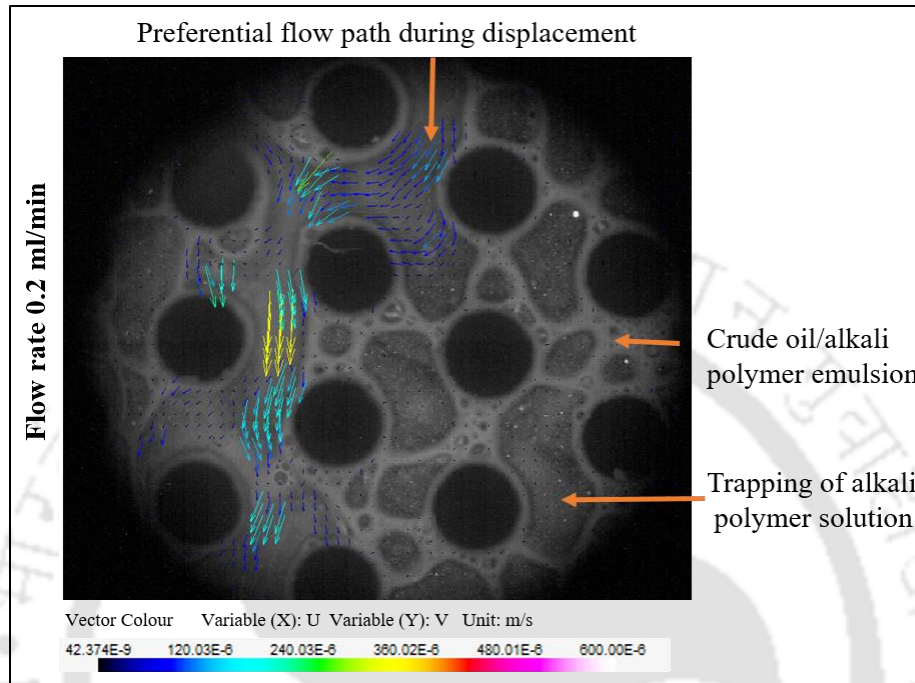 Preferential flow path during displacement
Flow rate 0.2 ml/min
Crude oil/alkali
polymer emulsion
Trapping of alkali
polymer solution
Vector Colour Variable (X): U Variable (Y): V Unit: m/s
42.374E-9 120.03E-6 240.03E-6 360.02E-6 480.01E-6 600.00E-6